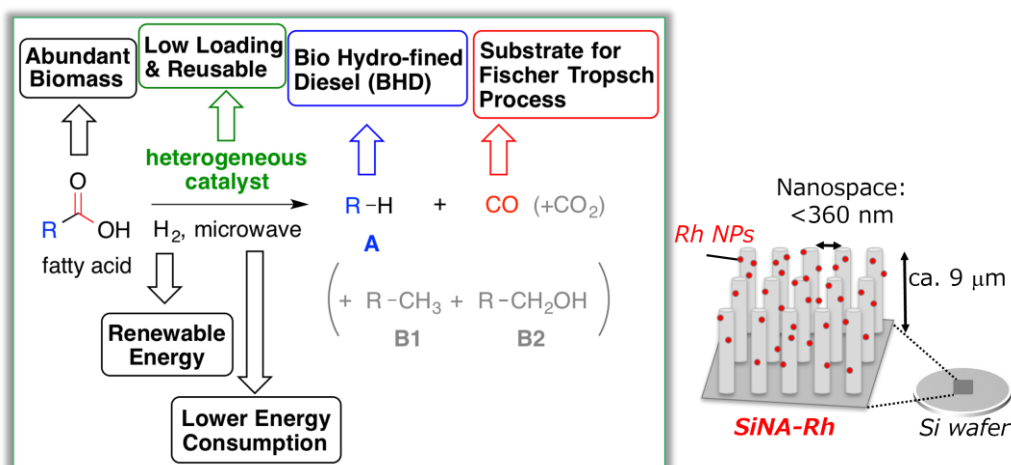 Abundant
Biomass
Low Loading
& Reusable
Bio Hydro-fined
Diesel (BHD)
Substrate for
Fischer Tropsch
Process
heterogeneous
catalyst
O
R
OH
H₂, microwave
fatty acid
R–H + CO (+CO₂)
A
( + R–CH₃ + R–CH₂OH )
B1 B2
Renewable
Energy
Lower Energy
Consumption
Nanospace:
<360 nm
Rh NPs
ca. 9 μm
SiNA-Rh
Si wafer